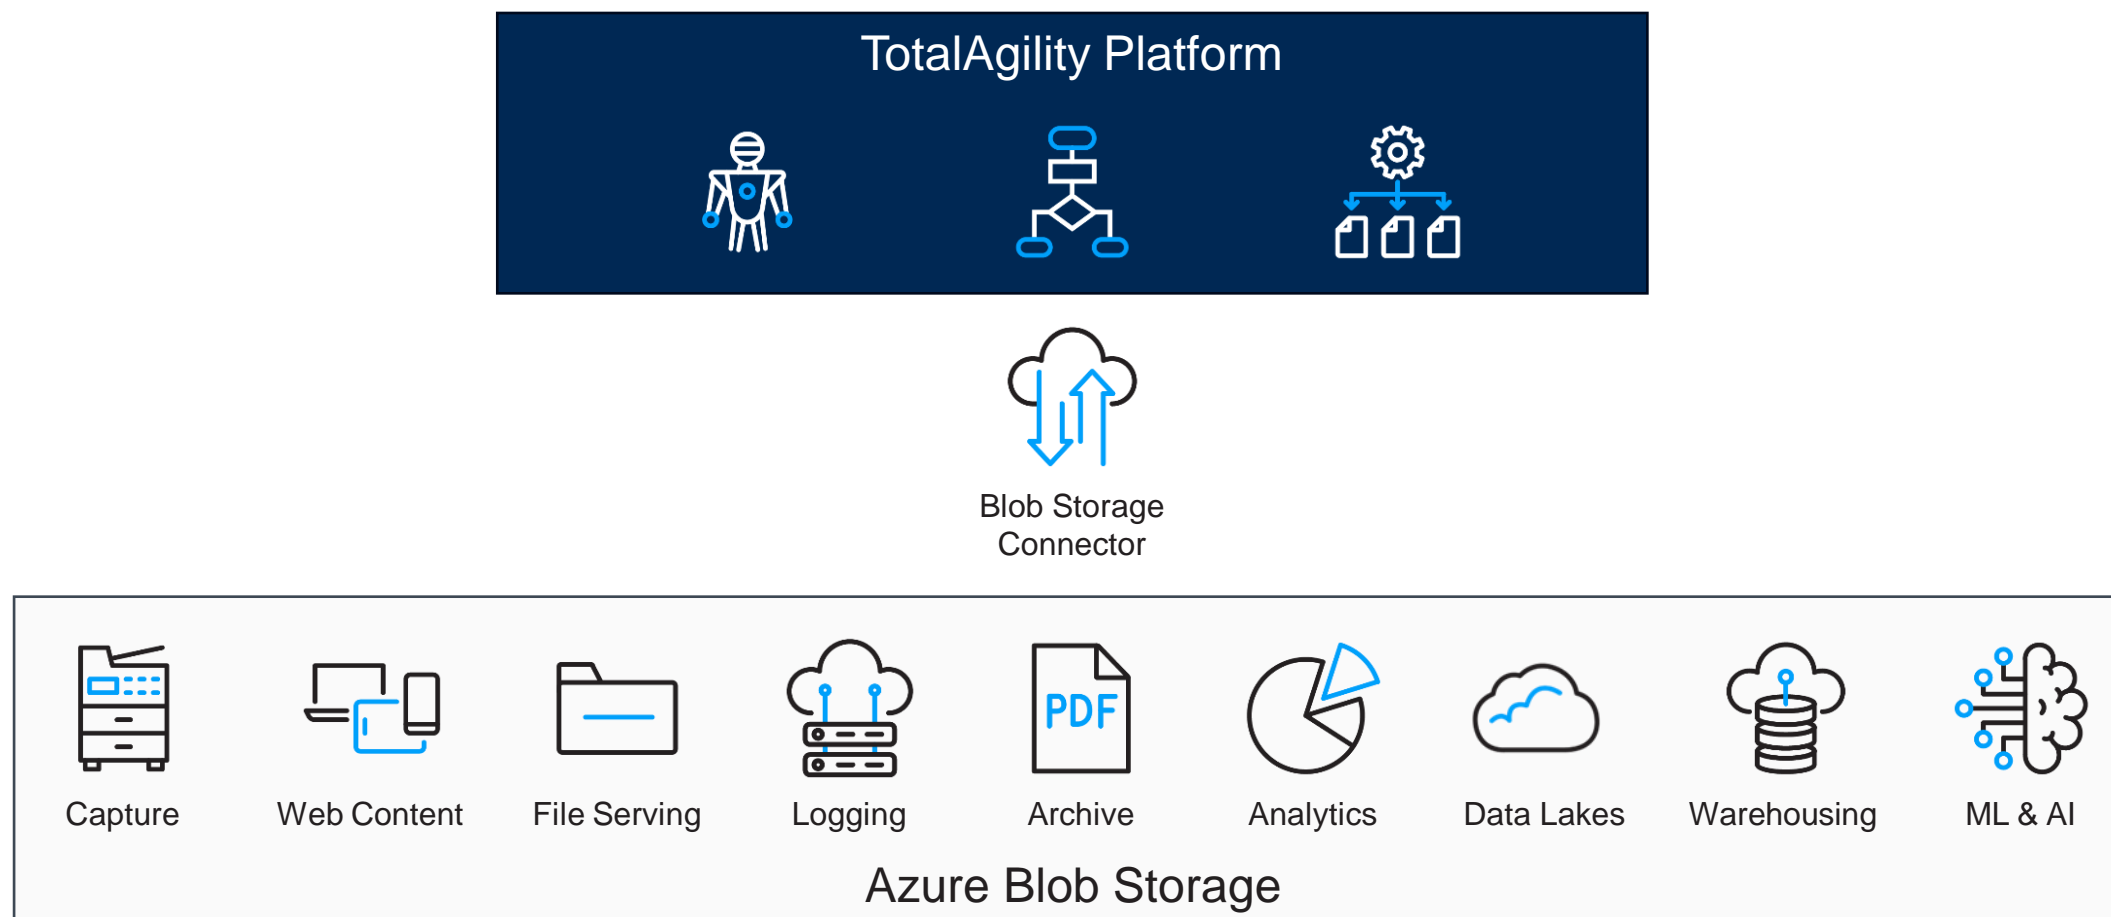 TotalAgility Platform
Blob Storage
Connector
PDF
Capture
Web Content
File Serving
Logging
Archive
Analytics
Data Lakes
Warehousing
ML & AI
Azure Blob Storage